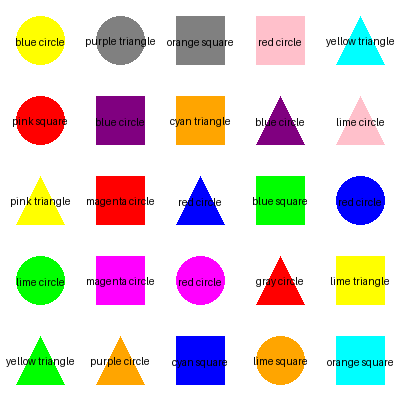 blue circle purple triangle orange square red circle yellow triangle
pink square blue circle cyan triangle blue circle lime circle
pink triangle magenta circle red circle blue square red circle
lime circle magenta circle red circle gray circle lime triangle
yellow triangle purple circle cyan square lime square orange square